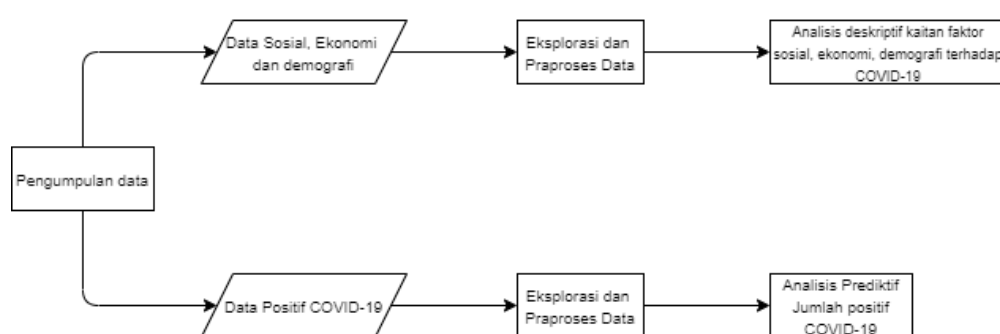 Data Sosial, Ekonomi
dan demografi
Eksplorasi dan
Praproses Data
Analisis deskriptif kaitan faktor
sosial, ekonomi, demografi terhadap
COVID-19
Pengumpulan data
Data Positif COVID-19
Eksplorasi dan
Praproses Data
Analisis Prediktif
Jumlah positif
COVID-19